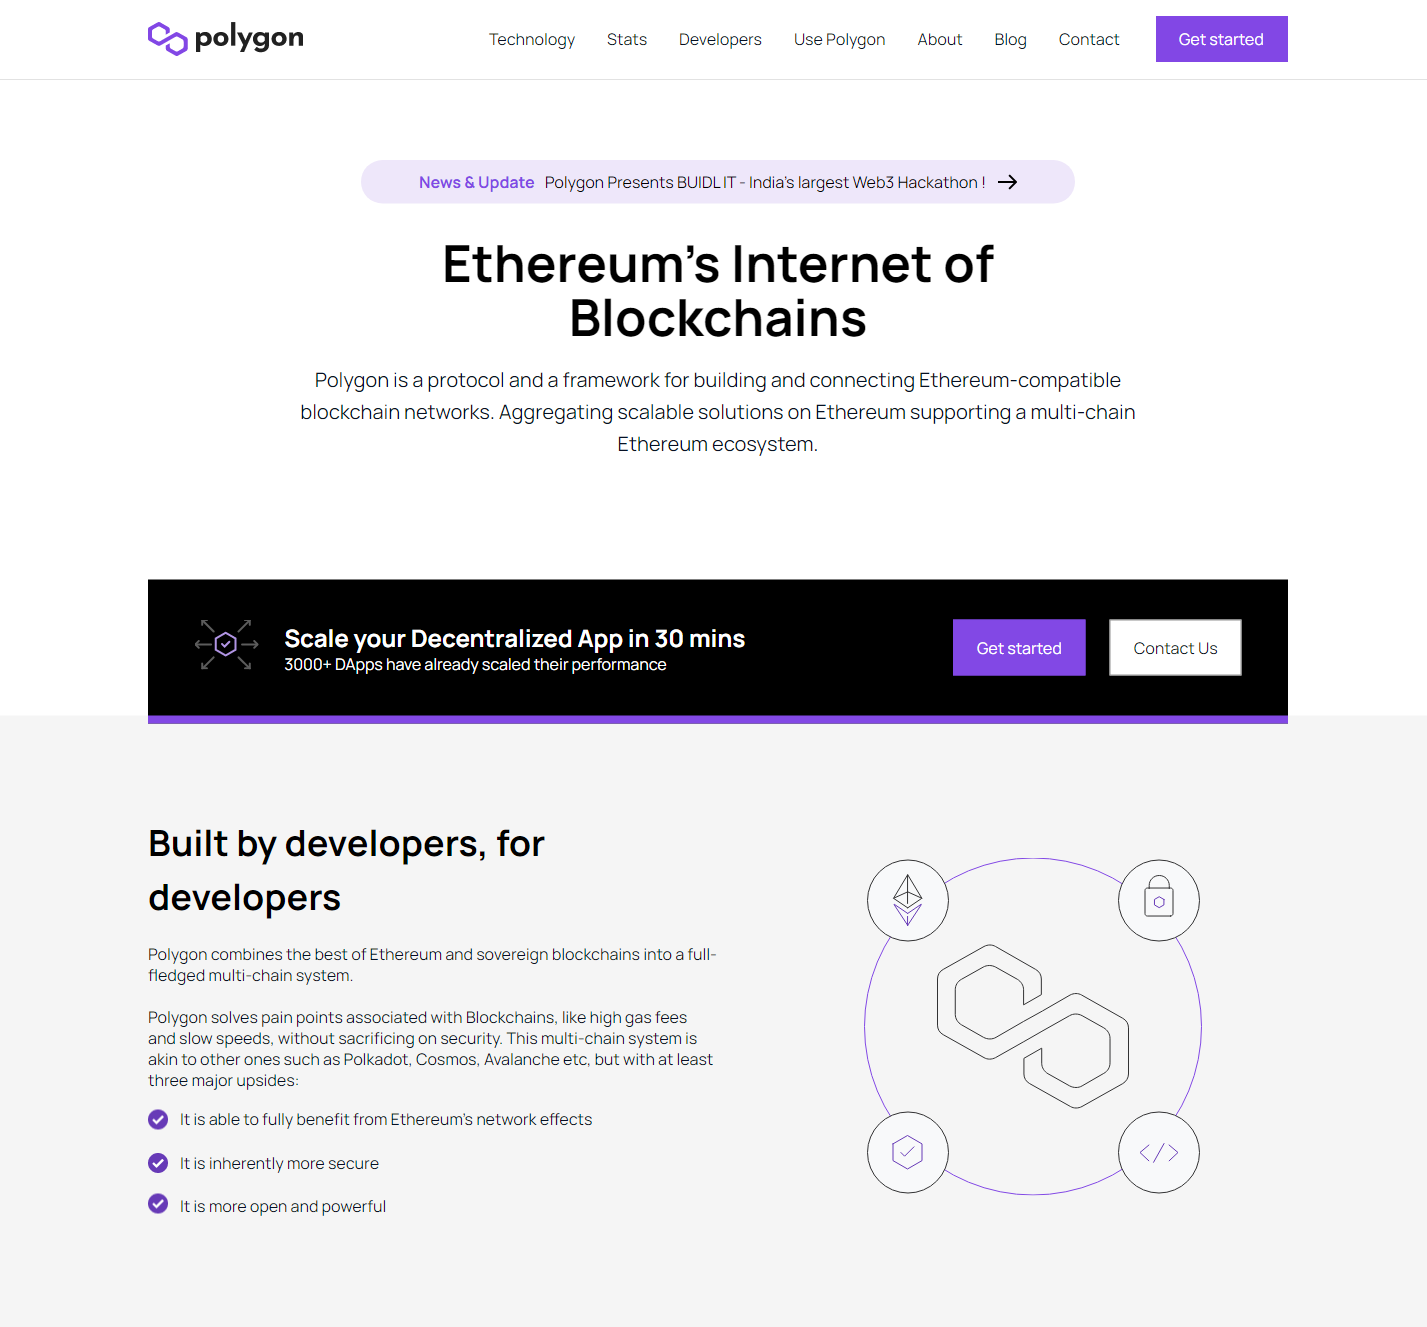 polygon
Technology
Stats
Developers
Use Polygon
About
Blog
Contact
Get started
News & Update Polygon Presents BUIDL IT - India's largest Web3 Hackathon !
Ethereum's Internet of
Blockchains
Polygon is a protocol and a framework for building and connecting Ethereum-compatible
blockchain networks. Aggregating scalable solutions on Ethereum supporting a multi-chain
Ethereum ecosystem.
Scale your Decentralized App in 30 mins
3000+ DApps have already scaled their performance
Get started
Contact Us
Built by developers, for
developers
Polygon combines the best of Ethereum and sovereign blockchains into a full-
fledged multi-chain system.
Polygon solves pain points associated with Blockchains, like high gas fees
and slow speeds, without sacrificing on security. This multi-chain system is
akin to other ones such as Polkadot, Cosmos, Avalanche etc, but with at least
three major upsides:
It is able to fully benefit from Ethereum's network effects
It is inherently more secure
It is more open and powerful